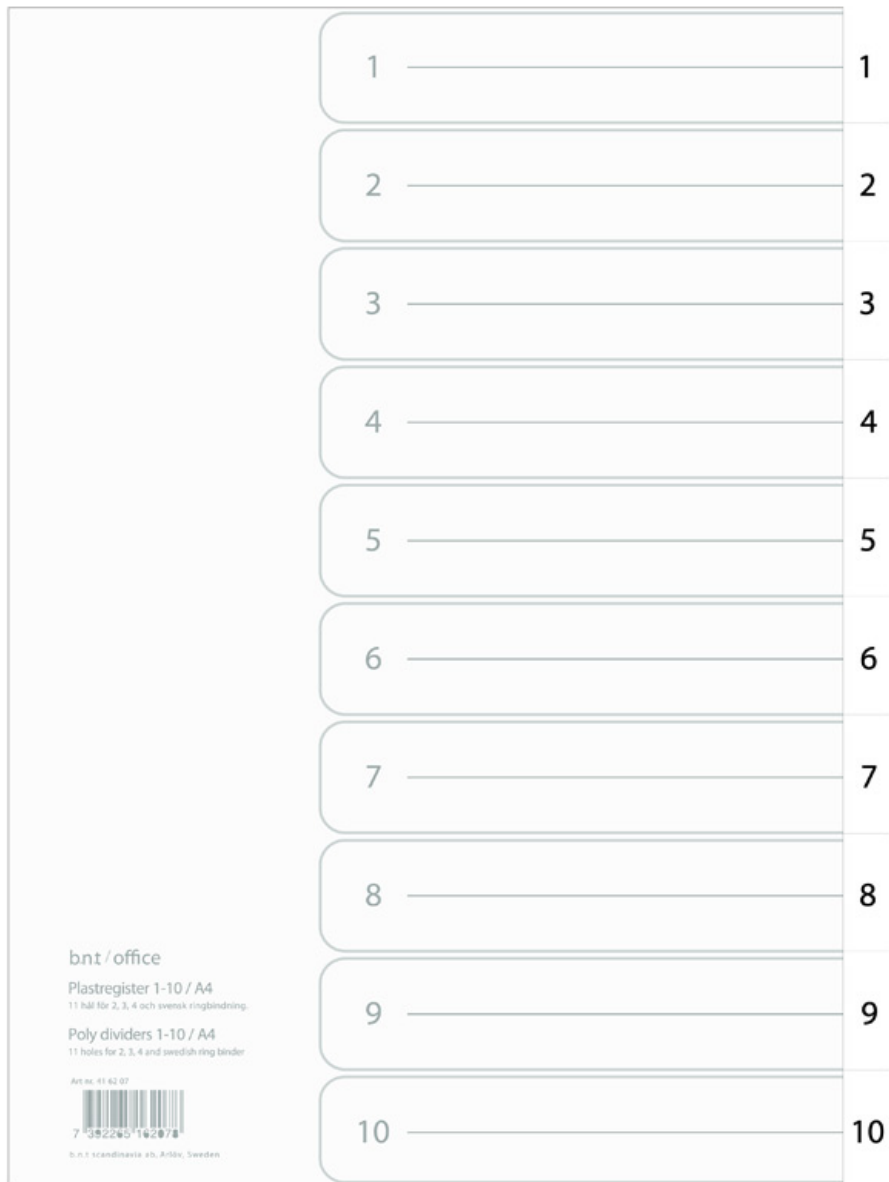 1 1
2 2
3 3
4 4
5 5
6 6
7 7
8 8
9 9
10 10
b.n.t / office
Plastregister 1-10 / A4
11 hål för 2, 3, 4 och svensk ringbindning.
Poly dividers 1-10 / A4
11 holes for 2, 3, 4 and swedish ring binder
Art nr. 41 62 07
7 392265 162078
b.n.t scandinavia ab, Arlöv, Sweden